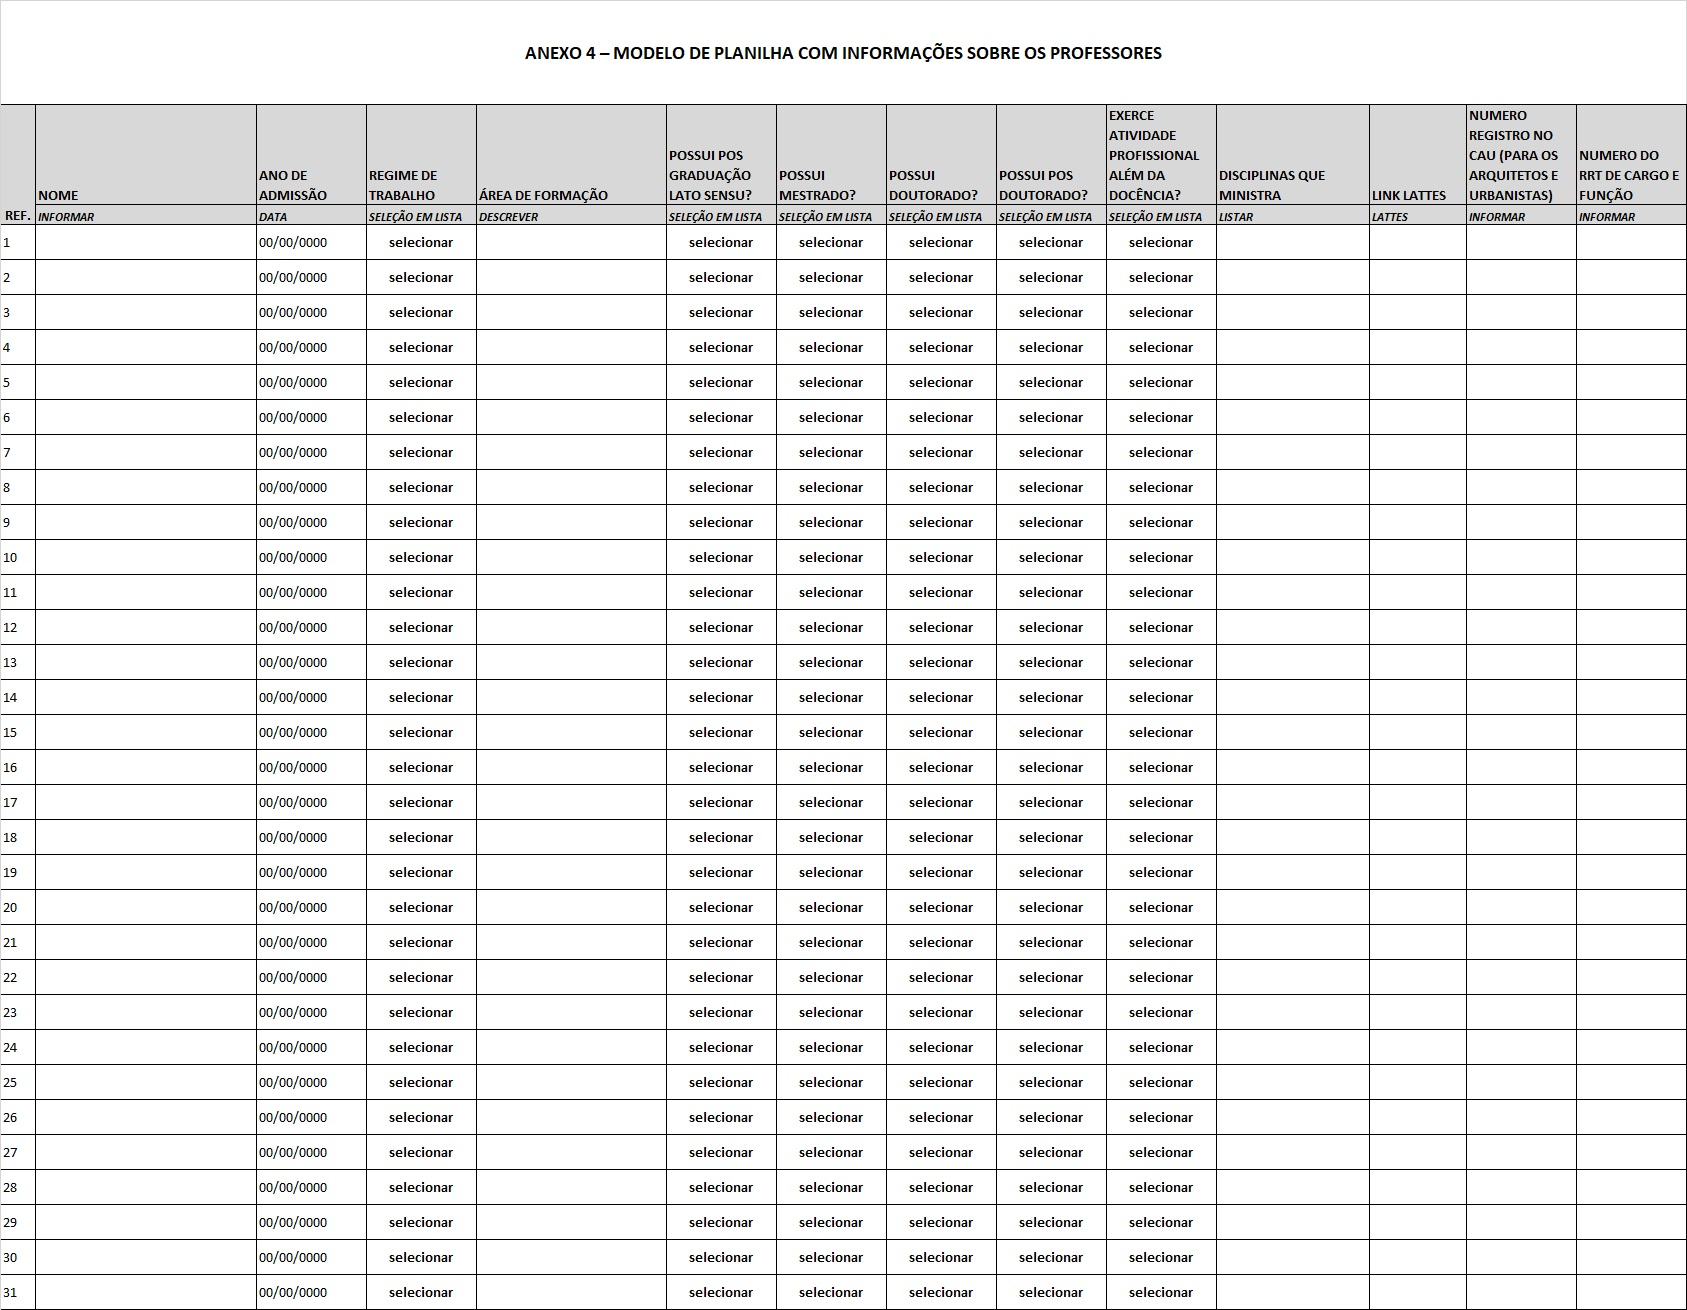 ANEXO 4 – MODELO DE PLANILHA COM INFORMAÇÕES SOBRE OS PROFESSORES
REF. NOME ANO DE ADMISSÃO REGIME DE TRABALHO ÁREA DE FORMAÇÃO POSSUI POS GRADUAÇÃO LATO SENSU? POSSUI MESTRADO? POSSUI DOUTORADO? POSSUI POS DOUTORADO? EXERCE ATIVIDADE PROFISSIONAL ALÉM DA DOCÊNCIA? DISCIPLINAS QUE MINISTRA LINK LATTES NUMERO REGISTRO NO CAU (PARA OS ARQUITETOS E URBANISTAS) NUMERO DO RRT DE CARGO E FUNÇÃO
INFORMAR DATA SELEÇÃO EM LISTA DESCREVER SELEÇÃO EM LISTA SELEÇÃO EM LISTA SELEÇÃO EM LISTA SELEÇÃO EM LISTA SELEÇÃO EM LISTA LISTAR LATTES INFORMAR INFORMAR
1 00/00/0000 selecionar selecionar selecionar selecionar selecionar selecionar
2 00/00/0000 selecionar selecionar selecionar selecionar selecionar selecionar
3 00/00/0000 selecionar selecionar selecionar selecionar selecionar selecionar
4 00/00/0000 selecionar selecionar selecionar selecionar selecionar selecionar
5 00/00/0000 selecionar selecionar selecionar selecionar selecionar selecionar
6 00/00/0000 selecionar selecionar selecionar selecionar selecionar selecionar
7 00/00/0000 selecionar selecionar selecionar selecionar selecionar selecionar
8 00/00/0000 selecionar selecionar selecionar selecionar selecionar selecionar
9 00/00/0000 selecionar selecionar selecionar selecionar selecionar selecionar
10 00/00/0000 selecionar selecionar selecionar selecionar selecionar selecionar
11 00/00/0000 selecionar selecionar selecionar selecionar selecionar selecionar
12 00/00/0000 selecionar selecionar selecionar selecionar selecionar selecionar
13 00/00/0000 selecionar selecionar selecionar selecionar selecionar selecionar
14 00/00/0000 selecionar selecionar selecionar selecionar selecionar selecionar
15 00/00/0000 selecionar selecionar selecionar selecionar selecionar selecionar
16 00/00/0000 selecionar selecionar selecionar selecionar selecionar selecionar
17 00/00/0000 selecionar selecionar selecionar selecionar selecionar selecionar
18 00/00/0000 selecionar selecionar selecionar selecionar selecionar selecionar
19 00/00/0000 selecionar selecionar selecionar selecionar selecionar selecionar
20 00/00/0000 selecionar selecionar selecionar selecionar selecionar selecionar
21 00/00/0000 selecionar selecionar selecionar selecionar selecionar selecionar
22 00/00/0000 selecionar selecionar selecionar selecionar selecionar selecionar
23 00/00/0000 selecionar selecionar selecionar selecionar selecionar selecionar
24 00/00/0000 selecionar selecionar selecionar selecionar selecionar selecionar
25 00/00/0000 selecionar selecionar selecionar selecionar selecionar selecionar
26 00/00/0000 selecionar selecionar selecionar selecionar selecionar selecionar
27 00/00/0000 selecionar selecionar selecionar selecionar selecionar selecionar
28 00/00/0000 selecionar selecionar selecionar selecionar selecionar selecionar
29 00/00/0000 selecionar selecionar selecionar selecionar selecionar selecionar
30 00/00/0000 selecionar selecionar selecionar selecionar selecionar selecionar
31 00/00/0000 selecionar selecionar selecionar selecionar selecionar selecionar